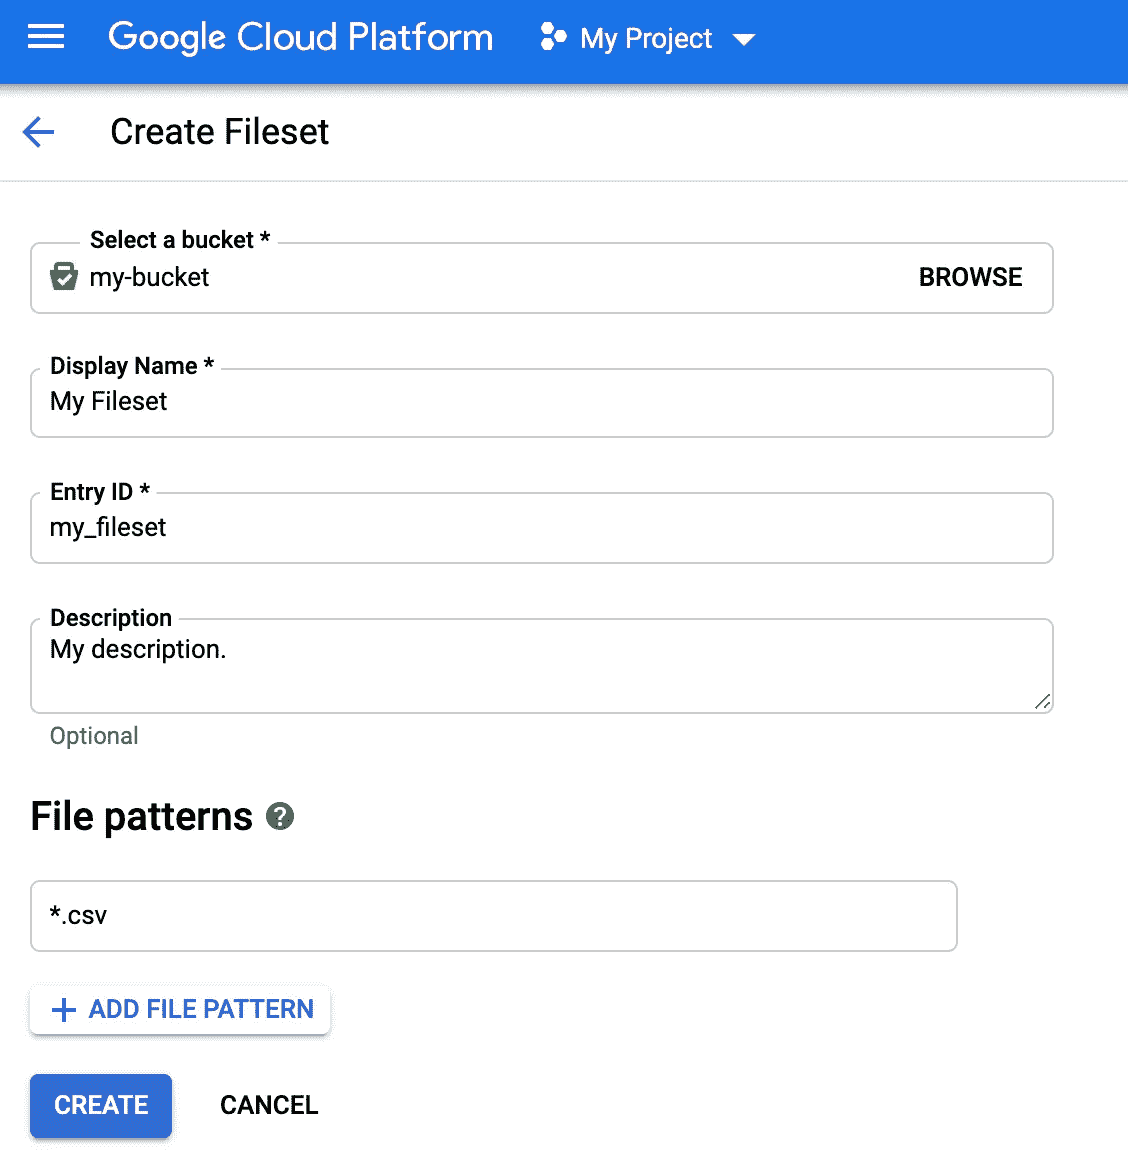 Google Cloud Platform My Project
Create Fileset
Select a bucket *
my-bucket BROWSE
Display Name *
My Fileset
Entry ID *
my_fileset
Description
My description.
Optional
File patterns ?
*.csv
+ ADD FILE PATTERN
CREATE CANCEL